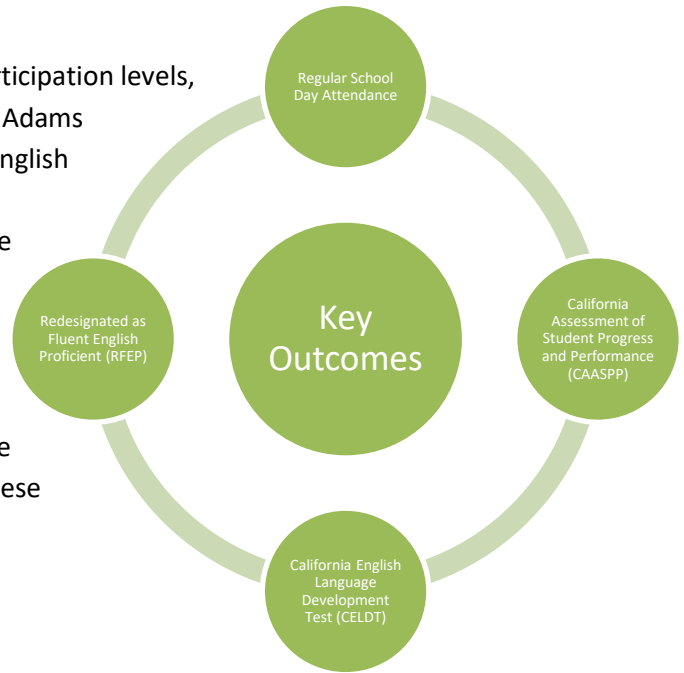 rticipation levels,
Adams
nglish
e
e
ese
Regular School
Day Attendance
California
Assessment of
Student Progress
and Performance
(CAASPP)
California English
Language
Development
Test (CELDT)
Redesignated as
Fluent English
Proficient (RFEP)
Key
Outcomes